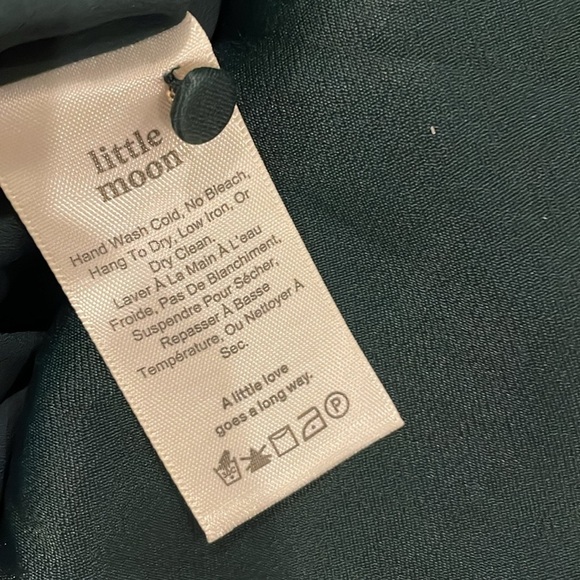 little
moon
Hand Wash Cold, No Bleach,
Hang To Dry, Low Iron, Or
Dry Clean.
Laver À La Main À L'eau
Froide, Pas De Blanchiment,
Suspendre Pour Sécher,
Repasser À Basse
Température, Ou Nettoyer À
Sec.
A little love
goes a long way.
P